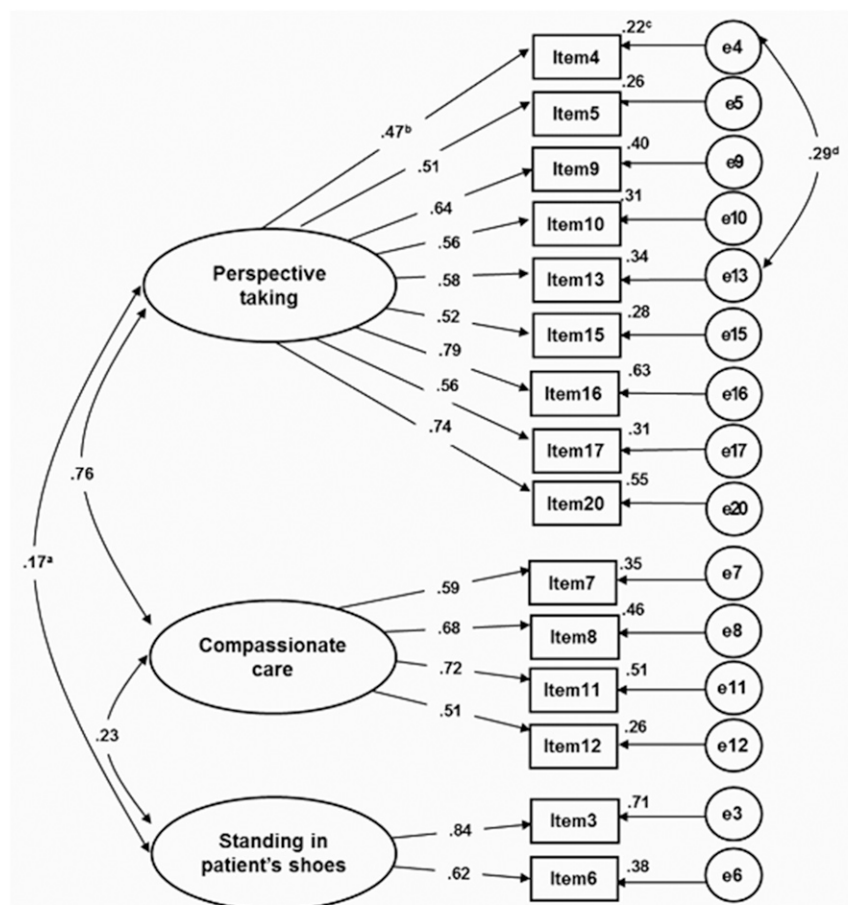 .22ᶜ
Item4
e4
.26
Item5
e5
.47ᵇ
.51
.40
Item9
e9
.29ᵈ
.64
.31
Item10
e10
.56
Perspective
taking
.34
Item13
e13
.58
.52
.28
Item15
e15
.79
.63
Item16
e16
.56
.31
Item17
e17
.74
.55
Item20
e20
.76
.17ᵃ
.35
Item7
e7
.59
.46
Item8
e8
.68
Compassionate
care
.72
.51
Item11
e11
.51
.26
Item12
e12
.23
.71
Item3
e3
.84
Standing in
patient's shoes
.62
.38
Item6
e6